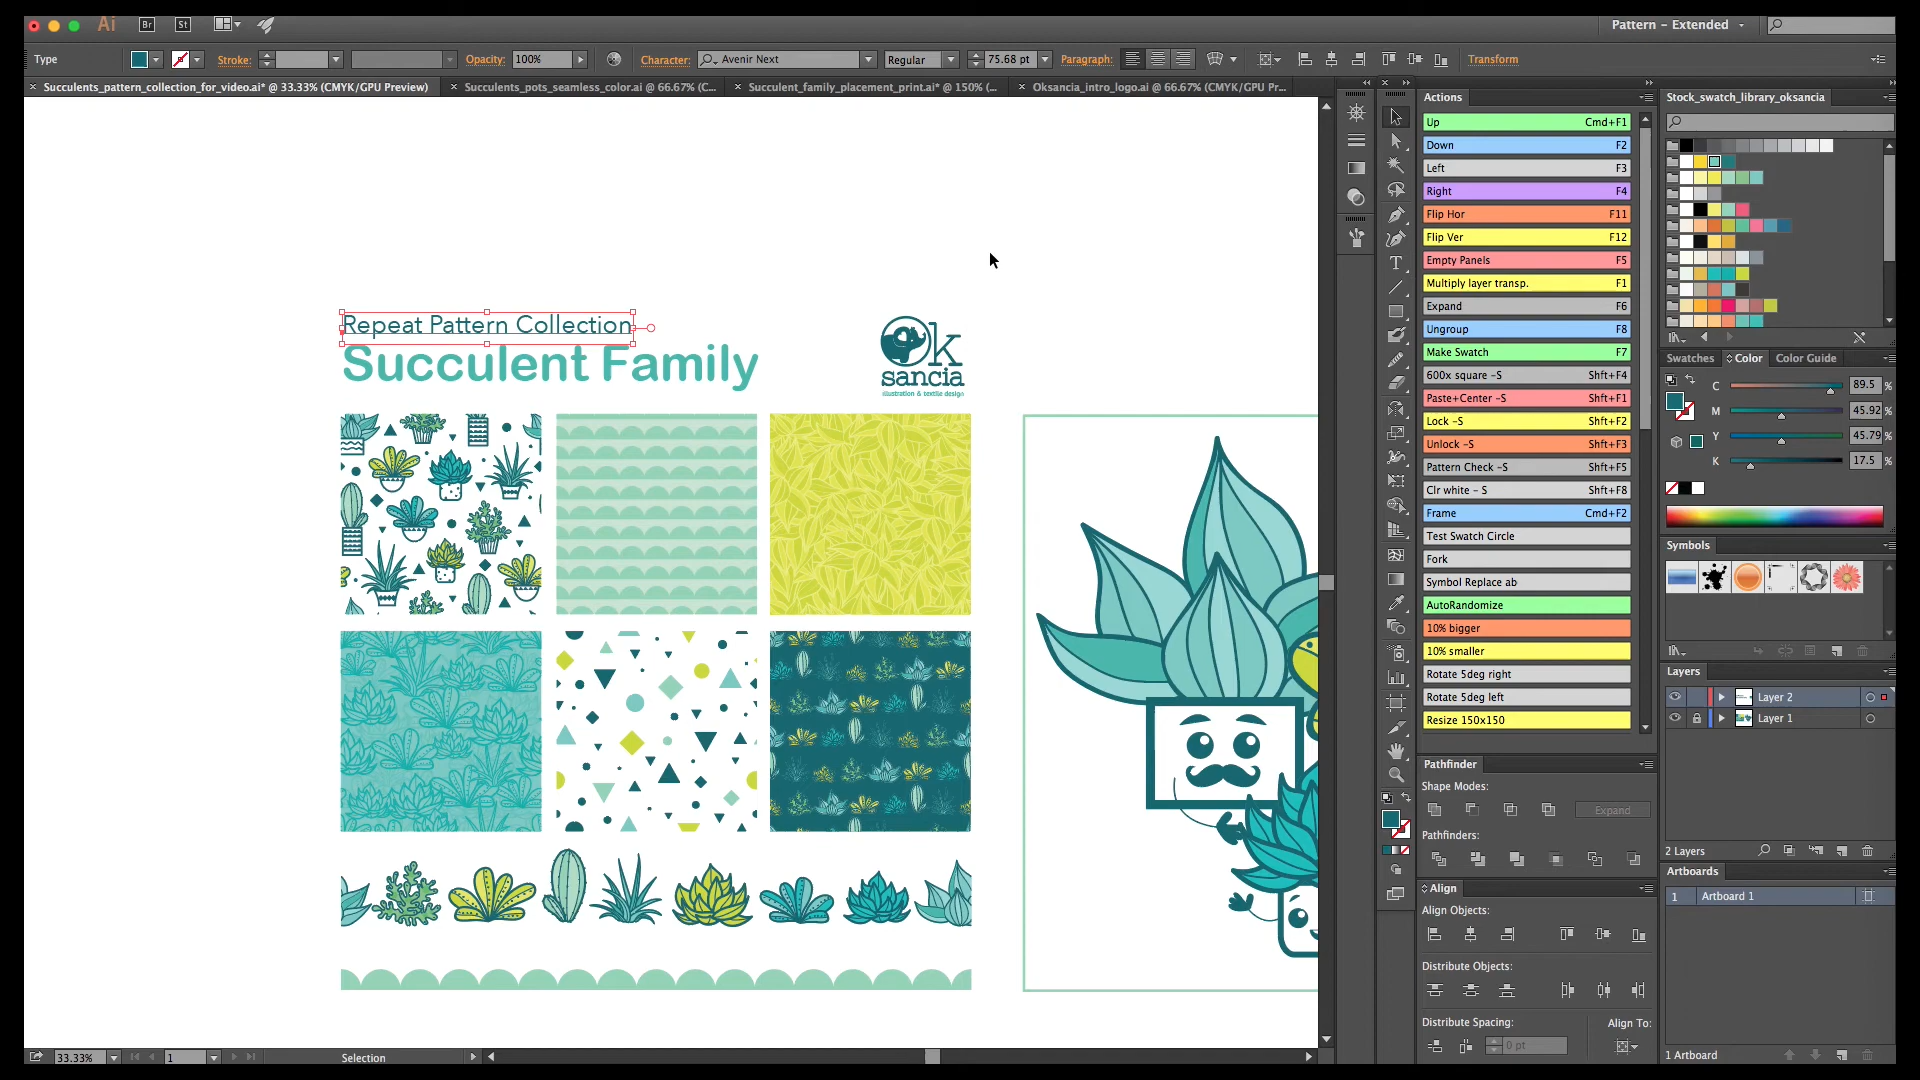 Ai Br St Pattern – Extended
Type Stroke: Opacity: 100% Character: Avenir Next Regular 75.68 pt Paragraph: Transform
Succulents_pattern_collection_for_video.ai* @ 33.33% (CMYK/GPU Preview)
Succulents_pots_seamless_color.ai @ 66.67% (C...
Succulent_family_placement_print.ai* @ 150% (...
Oksancia_intro_logo.ai @ 66.67% (CMYK/GPU Pr...
Repeat Pattern Collection
Succulent Family
Ok
sancia
illustration & textile design
33.33% 1 Selection
Actions
Up Cmd+F1
Down F2
Left F3
Right F4
Flip Hor F11
Flip Ver F12
Empty Panels F5
Multiply layer transp. F1
Expand F6
Ungroup F8
Make Swatch F7
600x square -S Shft+F4
Paste+Center -S Shft+F1
Lock -S Shft+F2
Unlock -S Shft+F3
Pattern Check -S Shft+F5
Clr white - S Shft+F8
Frame Cmd+F2
Test Swatch Circle
Fork
Symbol Replace ab
AutoRandomize
10% bigger
10% smaller
Rotate 5deg right
Rotate 5deg left
Resize 150x150
Pathfinder
Shape Modes:
Expand
Pathfinders:
Align
Align Objects:
Distribute Objects:
Distribute Spacing: Align To:
0 pt
Stock_swatch_library_oksancia
Swatches Color Color Guide
C 89.5 %
M 45.92 %
Y 45.79 %
K 17.5 %
Symbols
Layers
Layer 2
Layer 1
2 Layers
Artboards
1 Artboard 1
1 Artboard